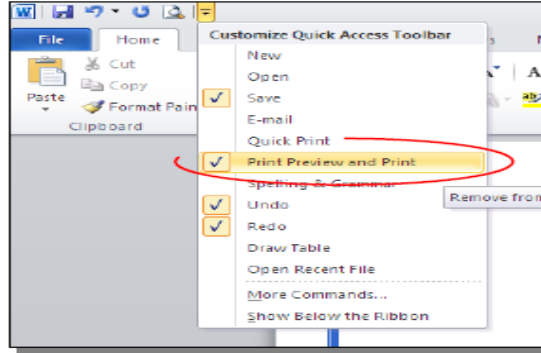 W
File Home Customize Quick Access Toolbar s
Cut New
Copy Open
Paste Format Pain Save
Clipboard E-mail
Quick Print
Print Preview and Print
Spelling & Grammar
Undo Remove from
Redo
Draw Table
Open Recent File
More Commands...
Show Below the Ribbon